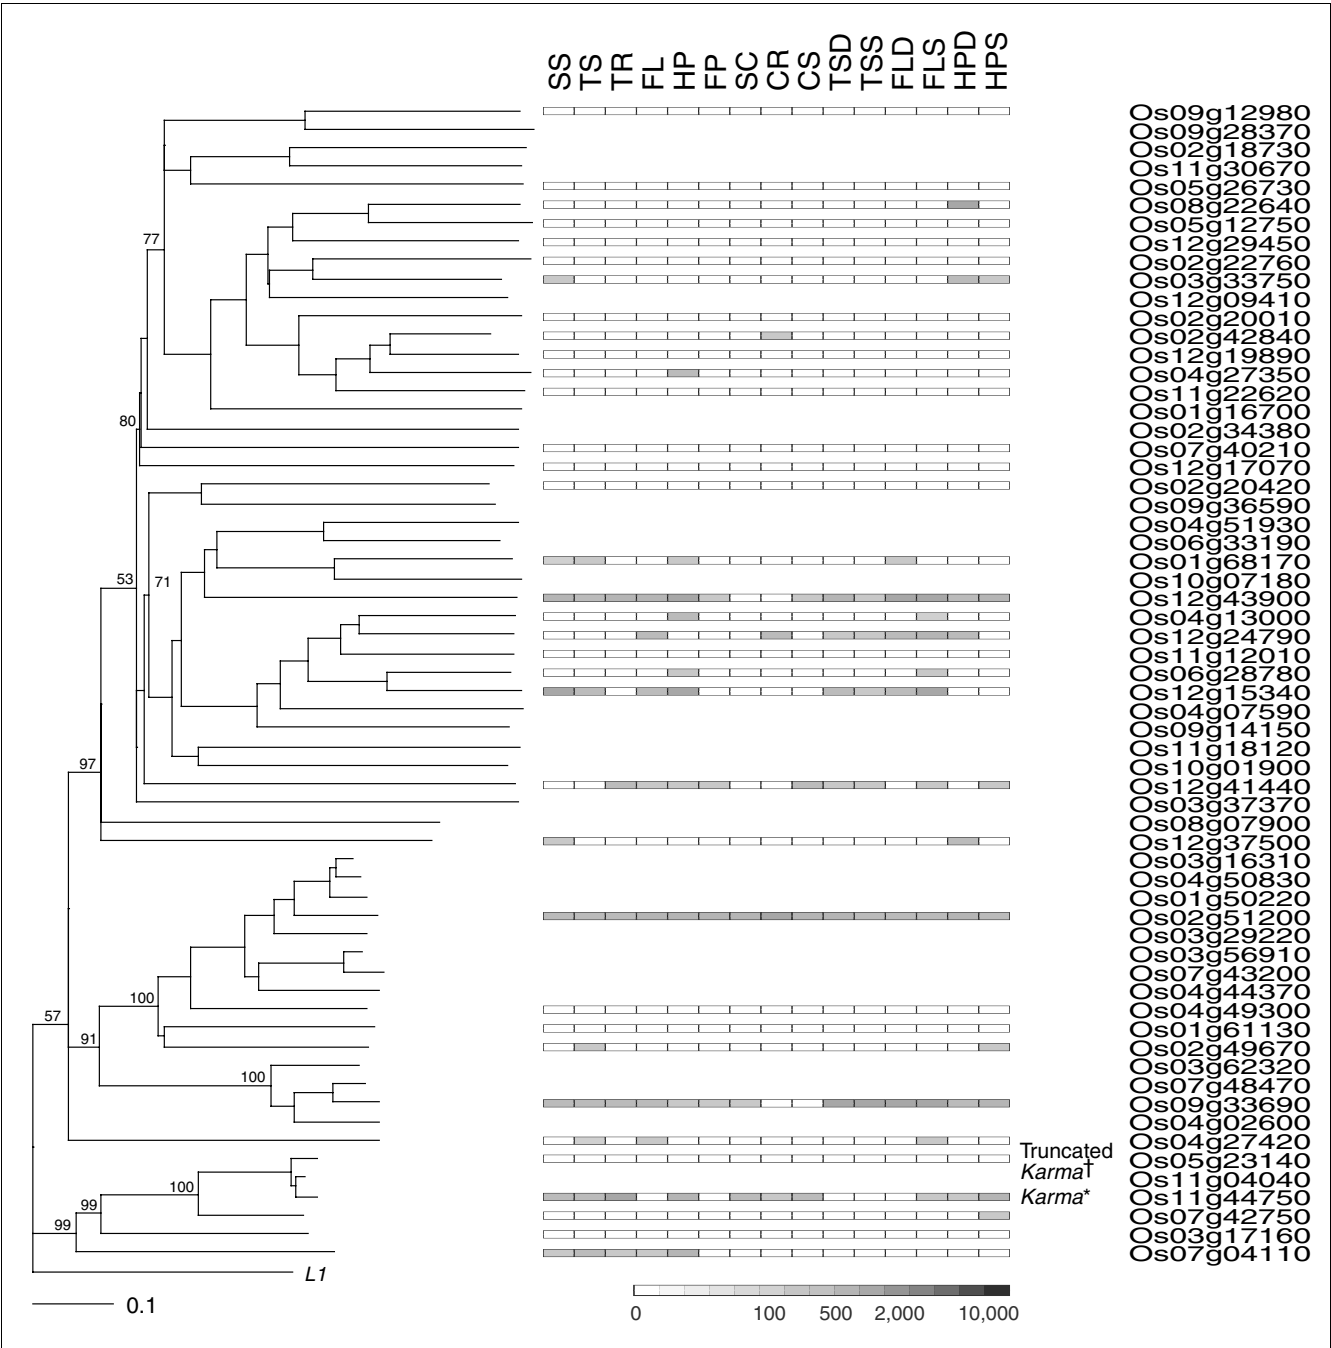 SS TS TR FL HP FP SC CR CS TSD TSS FLD FLS HPD HPS
Os09g12980
Os09g28370
Os02g18730
Os11g30670
Os05g26730
Os08g22640
Os05g12750
77
Os12g29450
Os02g22760
Os03g33750
Os12g09410
Os02g20010
Os02g42840
Os12g19890
Os04g27350
Os11g22620
Os01g16700
80
Os02g34380
Os07g40210
Os12g17070
Os02g20420
Os09g36590
Os04g51930
Os06g33190
Os01g68170
53 71
Os10g07180
Os12g43900
Os04g13000
Os12g24790
Os11g12010
Os06g28780
Os12g15340
Os04g07590
Os09g14150
Os11g18120
97
Os10g01900
Os12g41440
Os03g37370
Os08g07900
Os12g37500
Os03g16310
Os04g50830
Os01g50220
Os02g51200
Os03g29220
Os03g56910
Os07g43200
Os04g44370
100
Os04g49300
57
Os01g61130
91
Os02g49670
Os03g62320
100
Os07g48470
Os09g33690
Os04g02600
Os04g27420
Truncated
Os05g23140
Karma†
Os11g04040
100
Karma*
Os11g44750
99
Os07g42750
99
Os03g17160
Os07g04110
L1
0.1
0 100 500 2,000 10,000